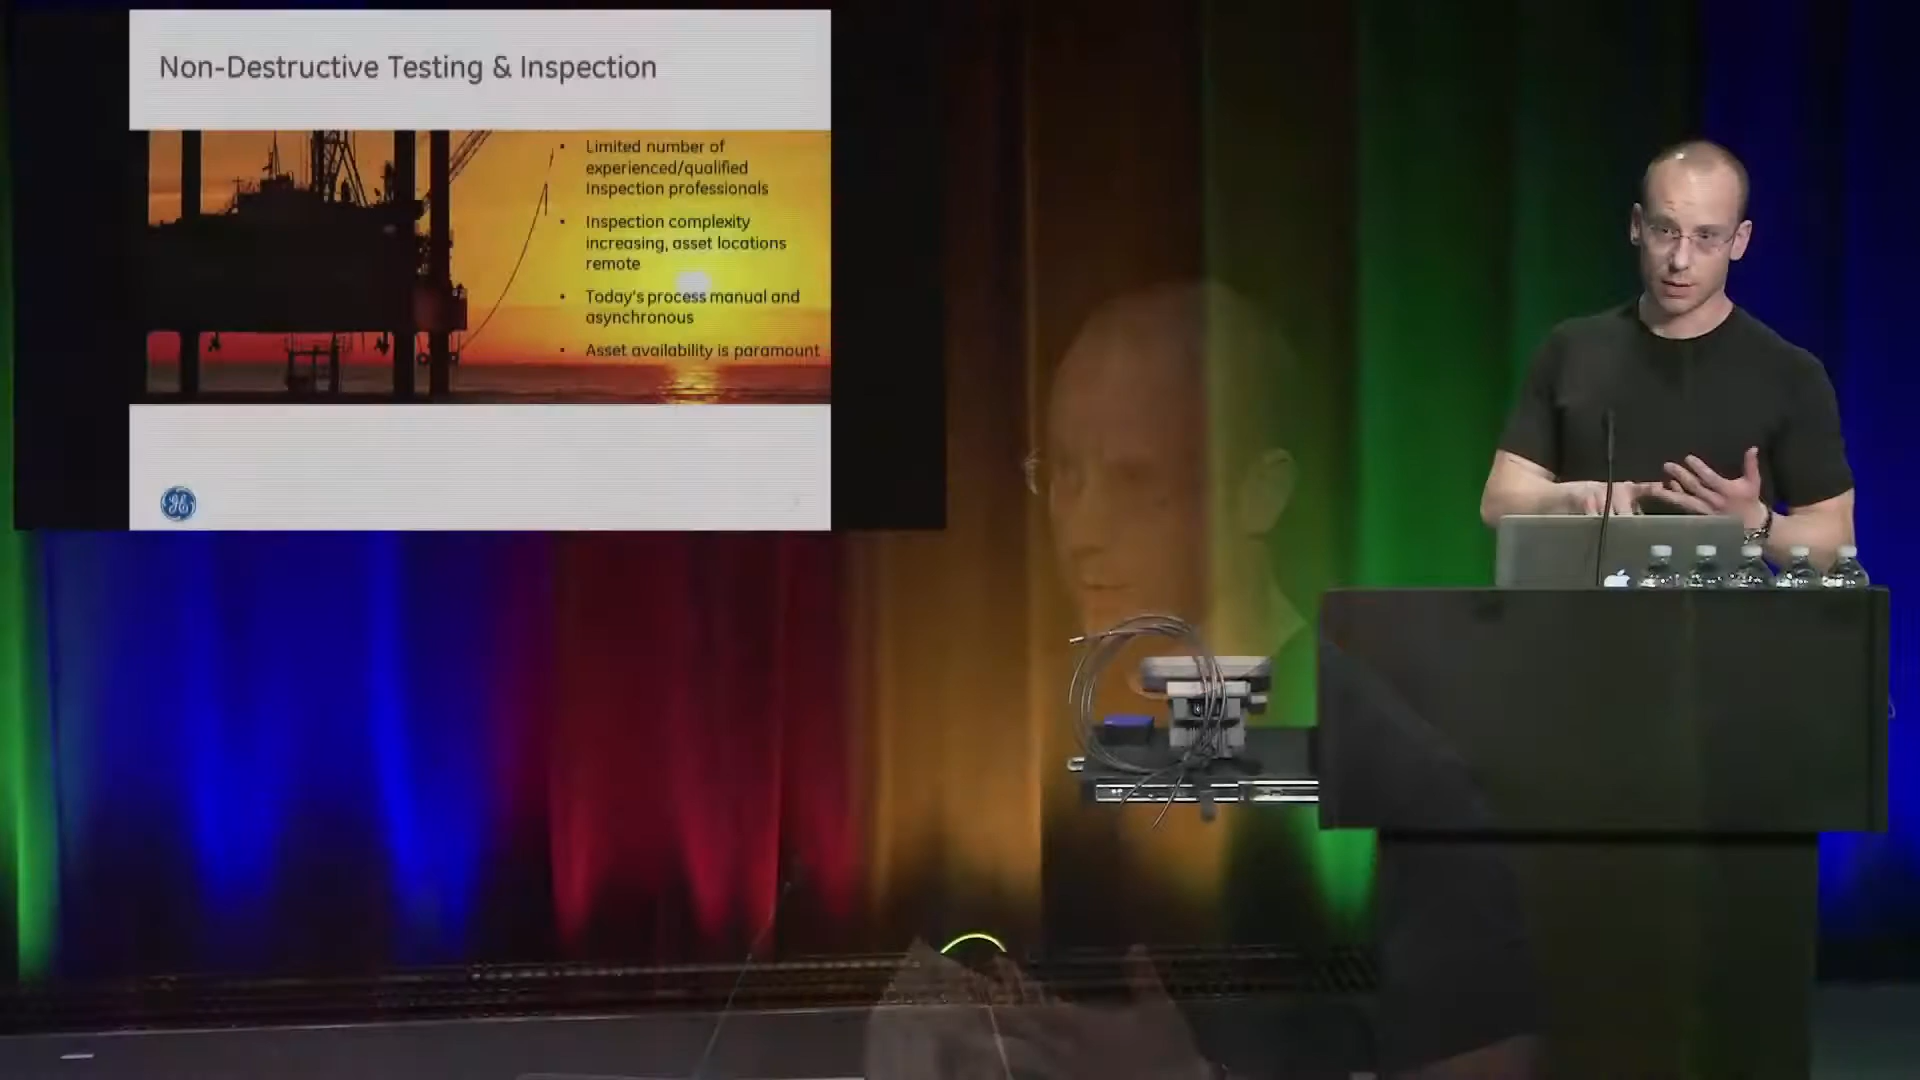 Non-Destructive Testing & Inspection
• Limited number of
experienced/qualified
Inspection professionals
• Inspection complexity
increasing, asset locations
remote
• Today's process manual and
asynchronous
• Asset availability is paramount
GE